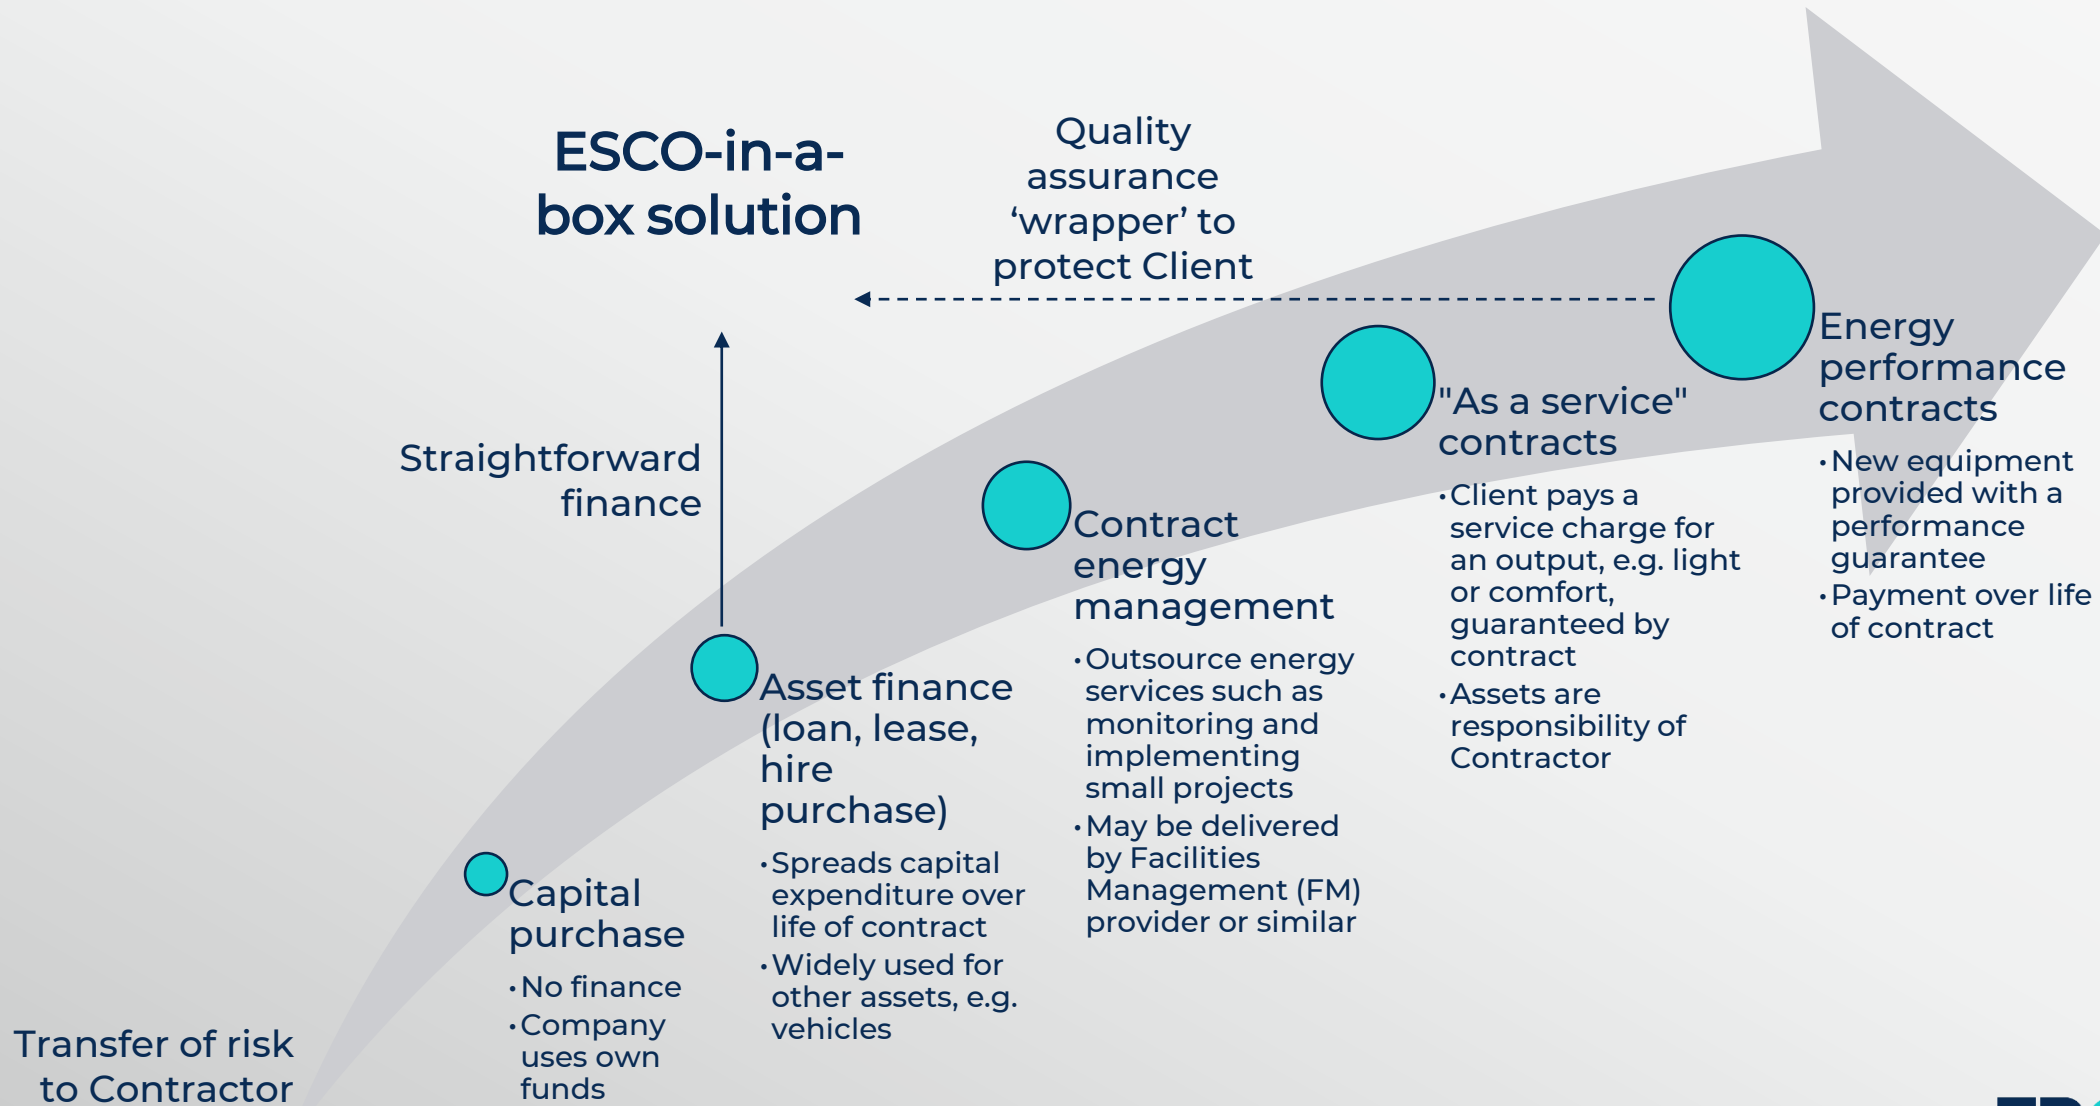 ESCO-in-a-
box solution
Quality
assurance
‘wrapper’ to
protect Client
Straightforward
finance
Transfer of risk
to Contractor
Capital
purchase
·No finance
·Company
uses own
funds
Asset finance
(loan, lease,
hire
purchase)
·Spreads capital
expenditure over
life of contract
·Widely used for
other assets, e.g.
vehicles
Contract
energy
management
·Outsource energy
services such as
monitoring and
implementing
small projects
·May be delivered
by Facilities
Management (FM)
provider or similar
"As a service"
contracts
·Client pays a
service charge for
an output, e.g. light
or comfort,
guaranteed by
contract
·Assets are
responsibility of
Contractor
Energy
performance
contracts
·New equipment
provided with a
performance
guarantee
·Payment over life
of contract